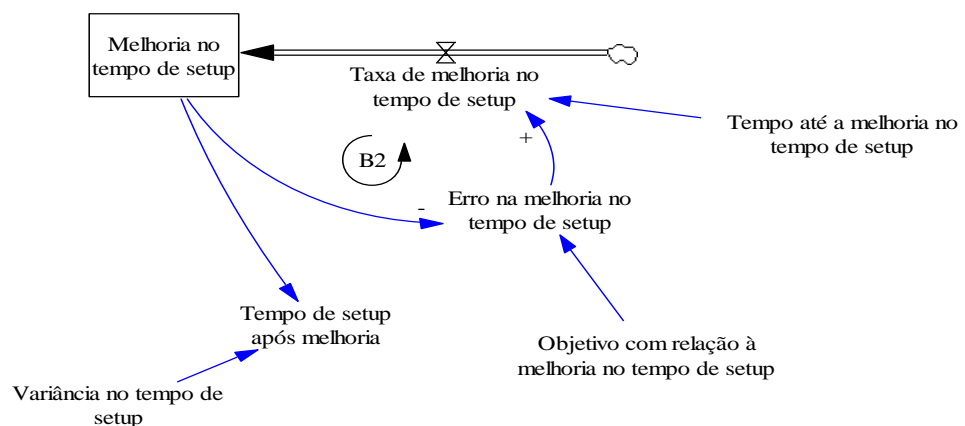 Melhoria no
tempo de setup
Taxa de melhoria no
tempo de setup
Tempo até a melhoria no
tempo de setup
+
B2
Erro na melhoria no
tempo de setup
-
Tempo de setup
após melhoria
Objetivo com relação à
melhoria no tempo de setup
Variância no tempo de
setup